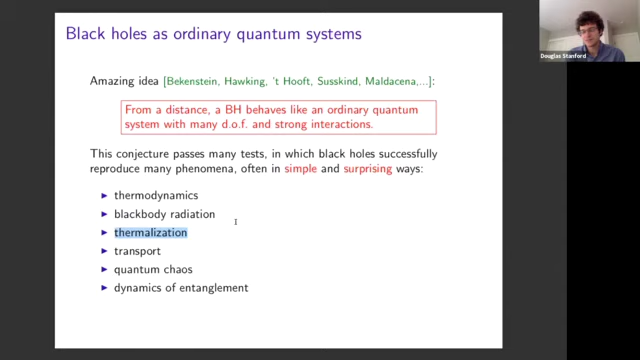 Black holes as ordinary quantum systems
Douglas Stanford
Amazing idea [Bekenstein, Hawking, 't Hooft, Susskind, Maldacena,...]:
From a distance, a BH behaves like an ordinary quantum
system with many d.o.f. and strong interactions.
This conjecture passes many tests, in which black holes successfully
reproduce many phenomena, often in simple and surprising ways:
thermodynamics
blackbody radiation
thermalization
transport
quantum chaos
dynamics of entanglement